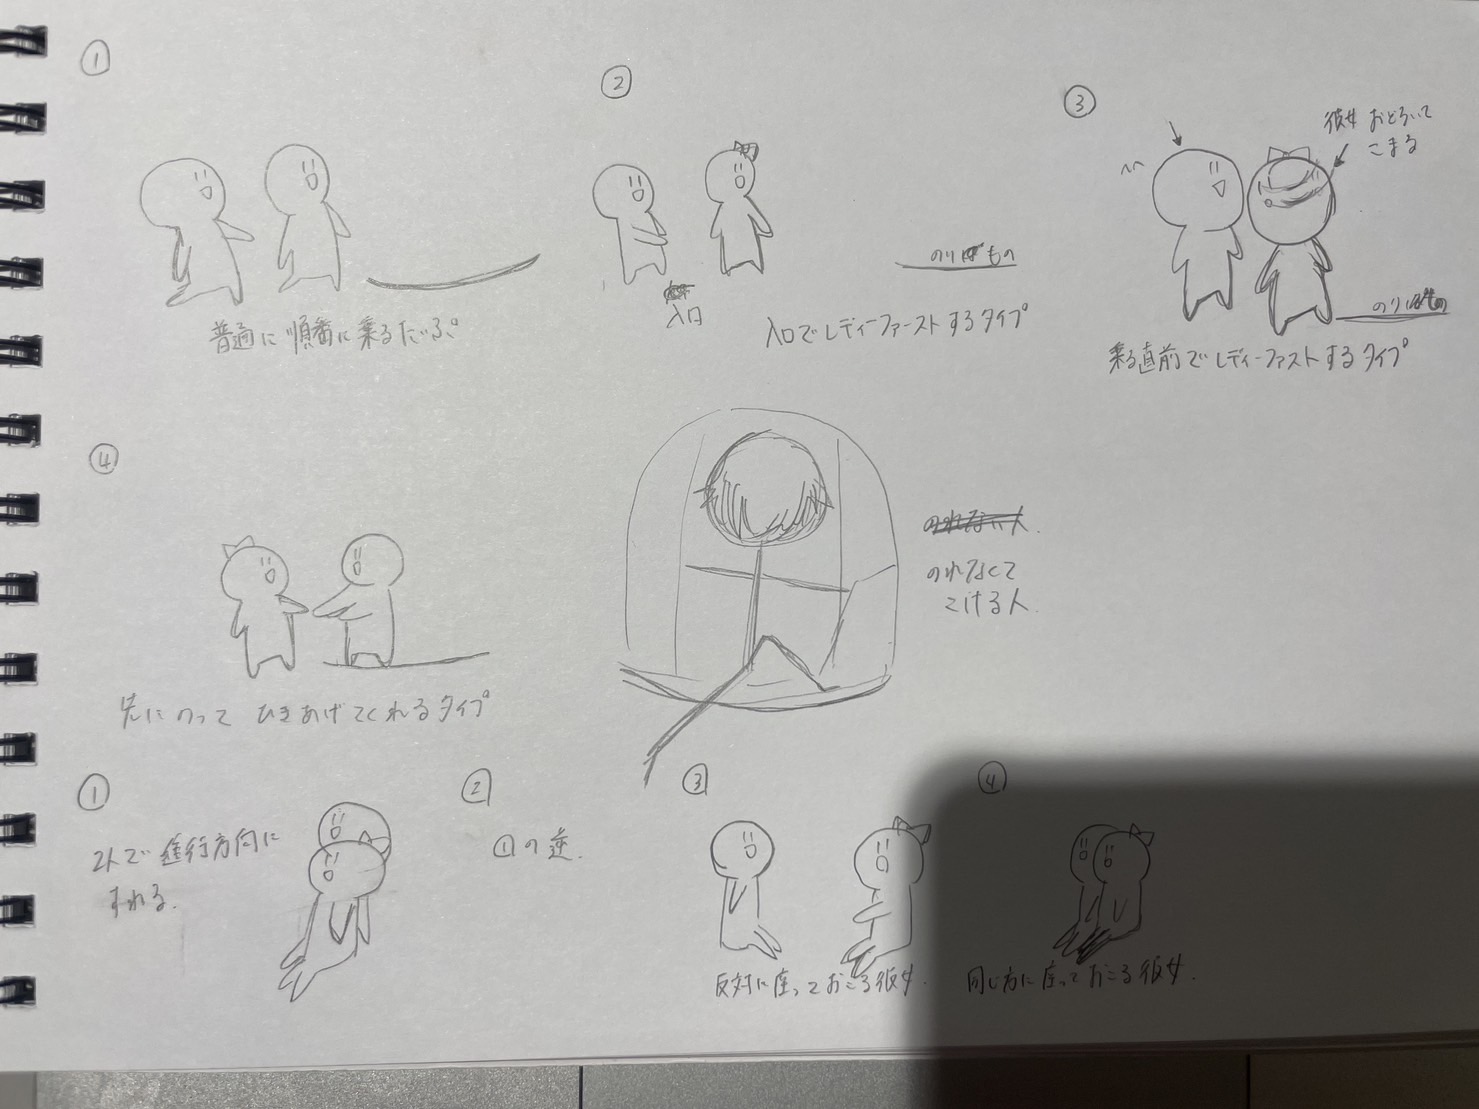 ①
普通に順番に乗るたいぷ
②
入口
のりもの
入口でレディーファーストするタイプ
③
彼女 おどろいて
こまる
のりもの
乗る直前でレディーファストするタイプ
④
先にのって ひきあげてくれるタイプ
のれない人.
のれなくて
こける人.
①
2人で進行方向に
すわる.
②
①の逆.
③
反対に座っておこる彼女.
④
同じ方に座っておこる彼女.